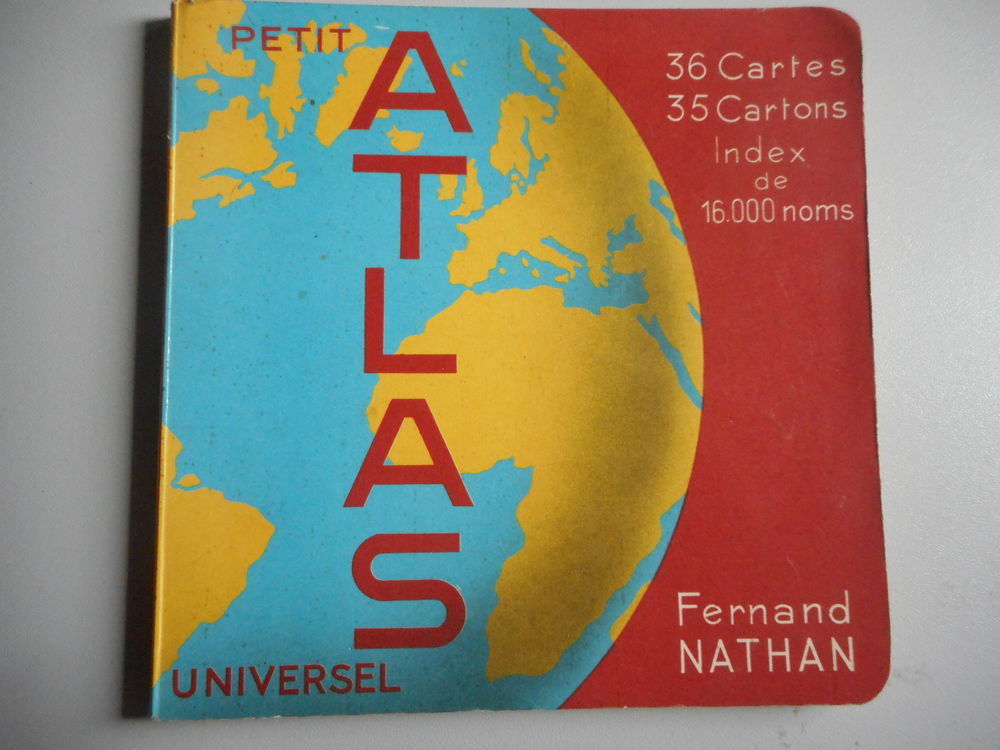 PETIT
ATLAS
UNIVERSEL
36 Cartes
35 Cartons
Index
de
16.000 noms
Fernand
NATHAN